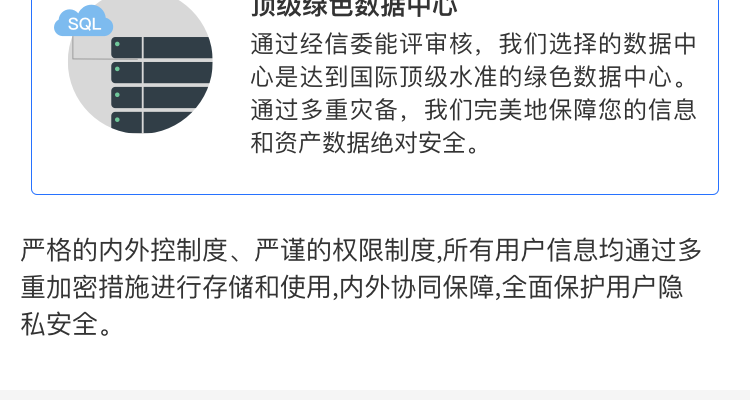 顶级绿色数据中心
SQL
通过经信委能评审核，我们选择的数据中
心是达到国际顶级水准的绿色数据中心。
通过多重灾备，我们完美地保障您的信息
和资产数据绝对安全。
严格的内外控制度、严谨的权限制度,所有用户信息均通过多
重加密措施进行存储和使用,内外协同保障,全面保护用户隐
私安全。